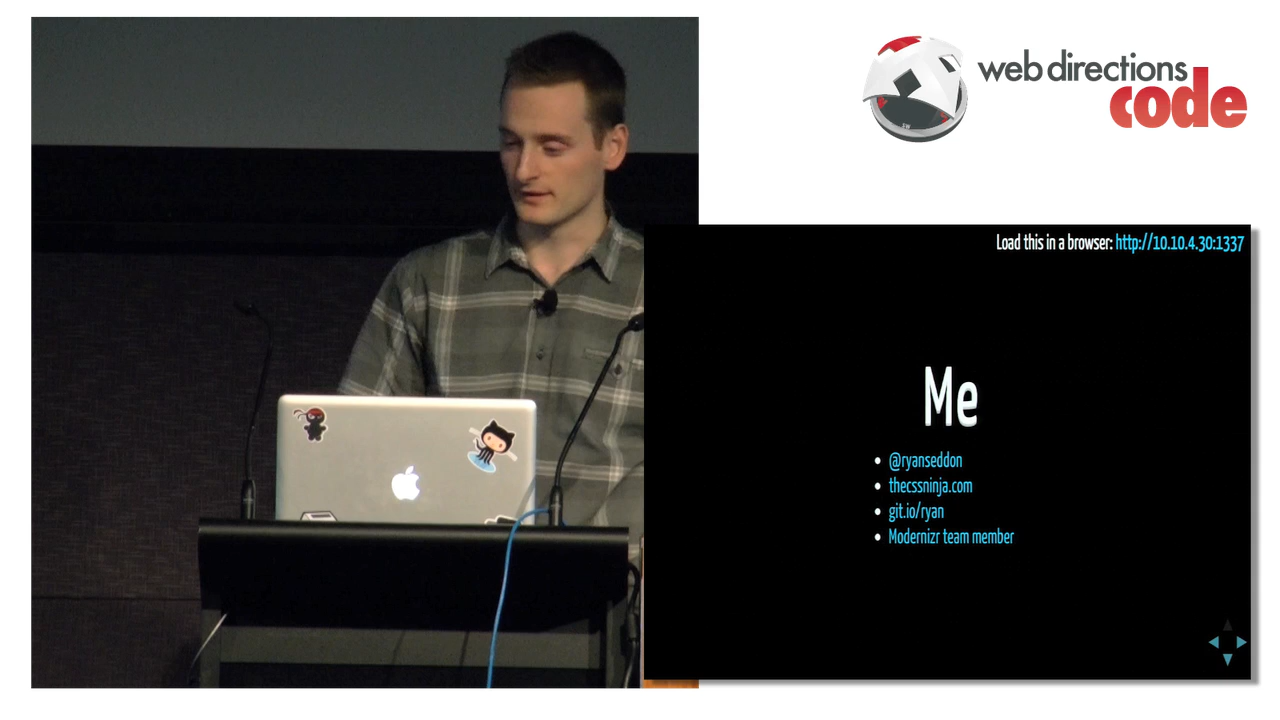 web directions
code
Load this in a browser: http://10.10.4.30:1337
Me
@ryanseddon
thecssninja.com
git.io/ryan
Modernizr team member